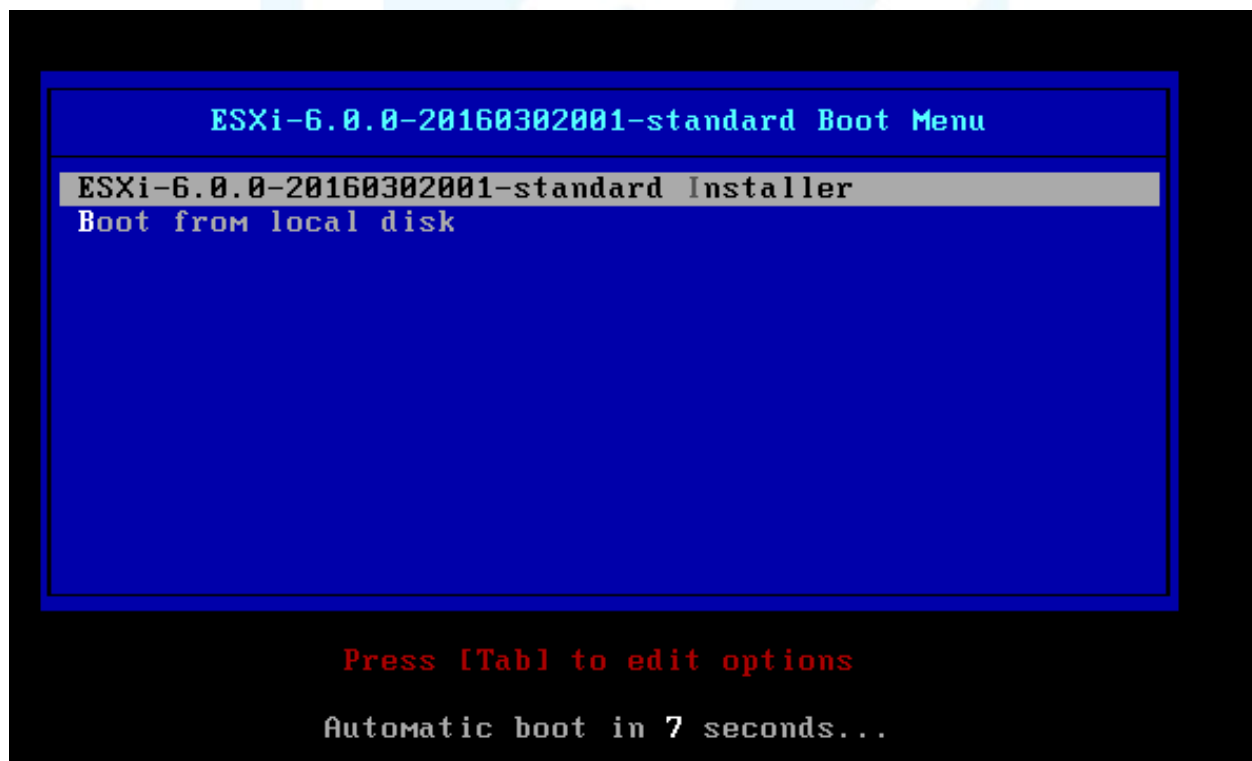 ESXi-6.0.0-20160302001-standard Boot Menu
ESXi-6.0.0-20160302001-standard Installer
Boot from local disk
Press [Tab] to edit options
Automatic boot in 7 seconds...